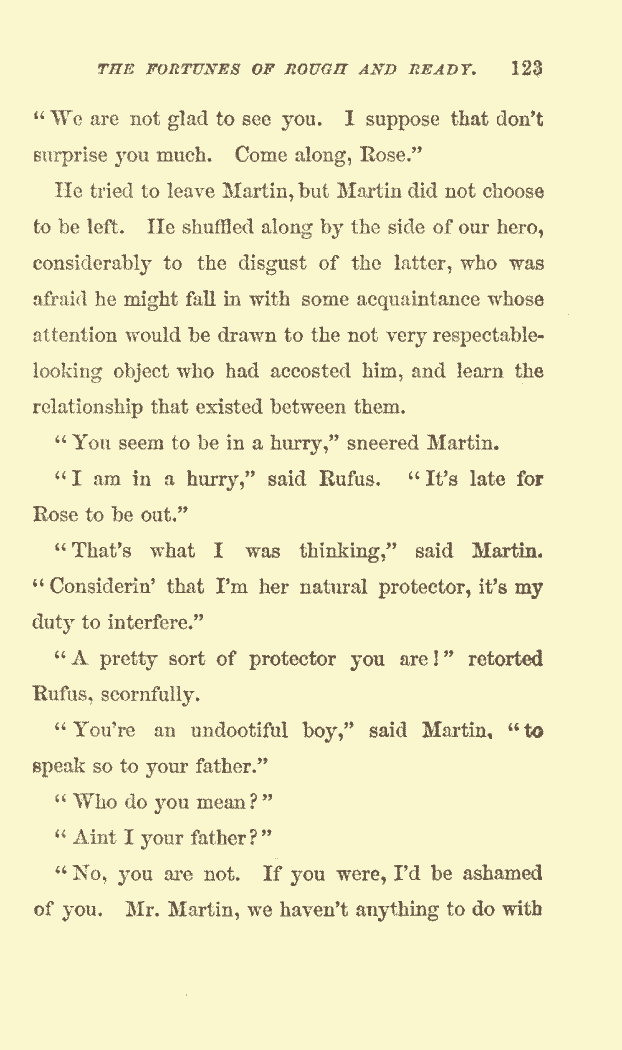 THE FORTUNES OF ROUGH AND READY. 123
“We are not glad to see you. I suppose that don’t
surprise you much. Come along, Rose.”
He tried to leave Martin, but Martin did not choose
to be left. He shuffled along by the side of our hero,
considerably to the disgust of the latter, who was
afraid he might fall in with some acquaintance whose
attention would be drawn to the not very respectable-
looking object who had accosted him, and learn the
relationship that existed between them.
“You seem to be in a hurry,” sneered Martin.
“I am in a hurry,” said Rufus. “It’s late for
Rose to be out.”
“That’s what I was thinking,” said Martin.
“Considerin’ that I’m her natural protector, it’s my
duty to interfere.”
“A pretty sort of protector you are!” retorted
Rufus, scornfully.
“You’re an undootiful boy,” said Martin, “to
speak so to your father.”
“Who do you mean?”
“Aint I your father?”
“No, you are not. If you were, I’d be ashamed
of you. Mr. Martin, we haven’t anything to do with